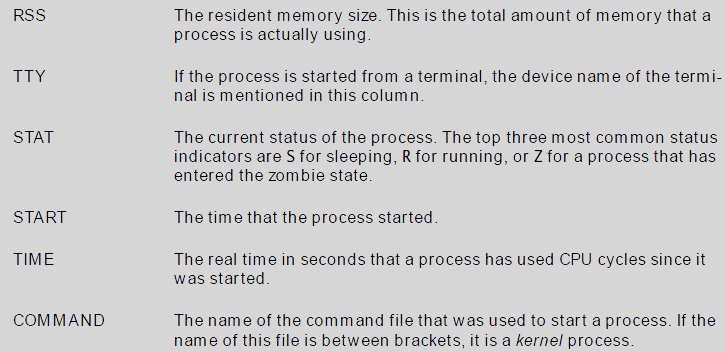 RSS The resident memory size. This is the total amount of memory that a
process is actually using.
TTY If the process is started from a terminal, the device name of the termi-
nal is mentioned in this column.
STAT The current status of the process. The top three most common status
indicators are S for sleeping, R for running, or Z for a process that has
entered the zombie state.
START The time that the process started.
TIME The real time in seconds that a process has used CPU cycles since it
was started.
COMMAND The name of the command file that was used to start a process. If the
name of this file is between brackets, it is a kernel process.